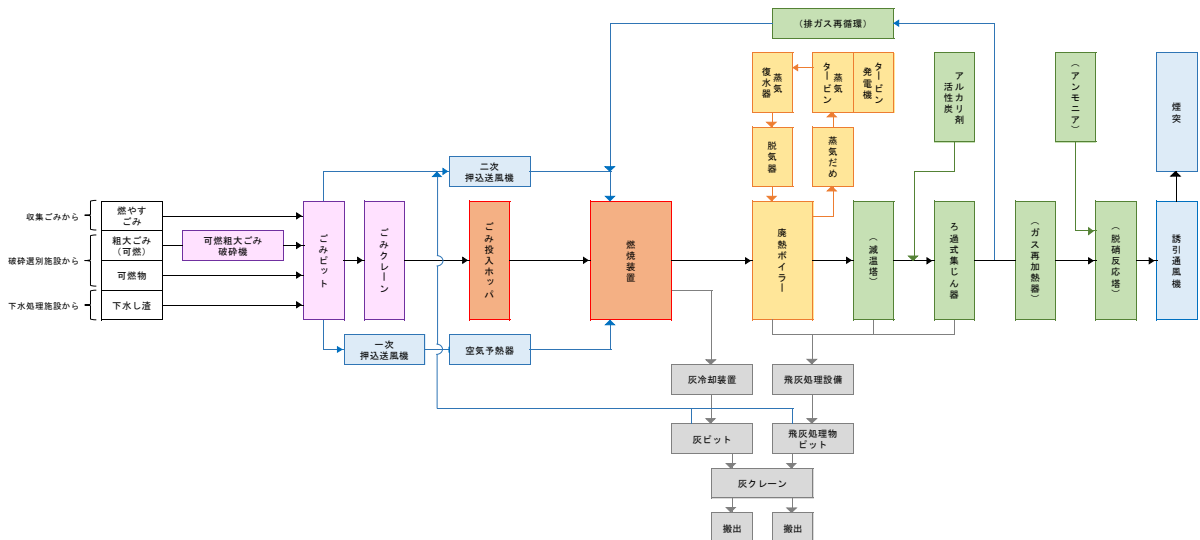 （排ガス再循環）
蒸気
復水器
蒸気
タービン
タービン
発電機
アルカリ剤
活性炭
（アンモニア）
煙突
脱気器
蒸気だめ
二次
押込送風機
収集ごみから
燃やす
ごみ
破砕選別施設から
粗大ごみ
（可燃）
可燃粗大ごみ
破砕機
可燃物
下水処理施設から
下水し渣
ごみピット
ごみクレーン
ごみ投入ホッパ
燃焼装置
廃熱ボイラー
（減温塔）
ろ過式集じん器
（ガス再加熱器）
（脱硝反応塔）
誘引通風機
一次
押込送風機
空気予熱器
灰冷却装置
飛灰処理設備
灰ピット
飛灰処理物
ピット
灰クレーン
搬出
搬出